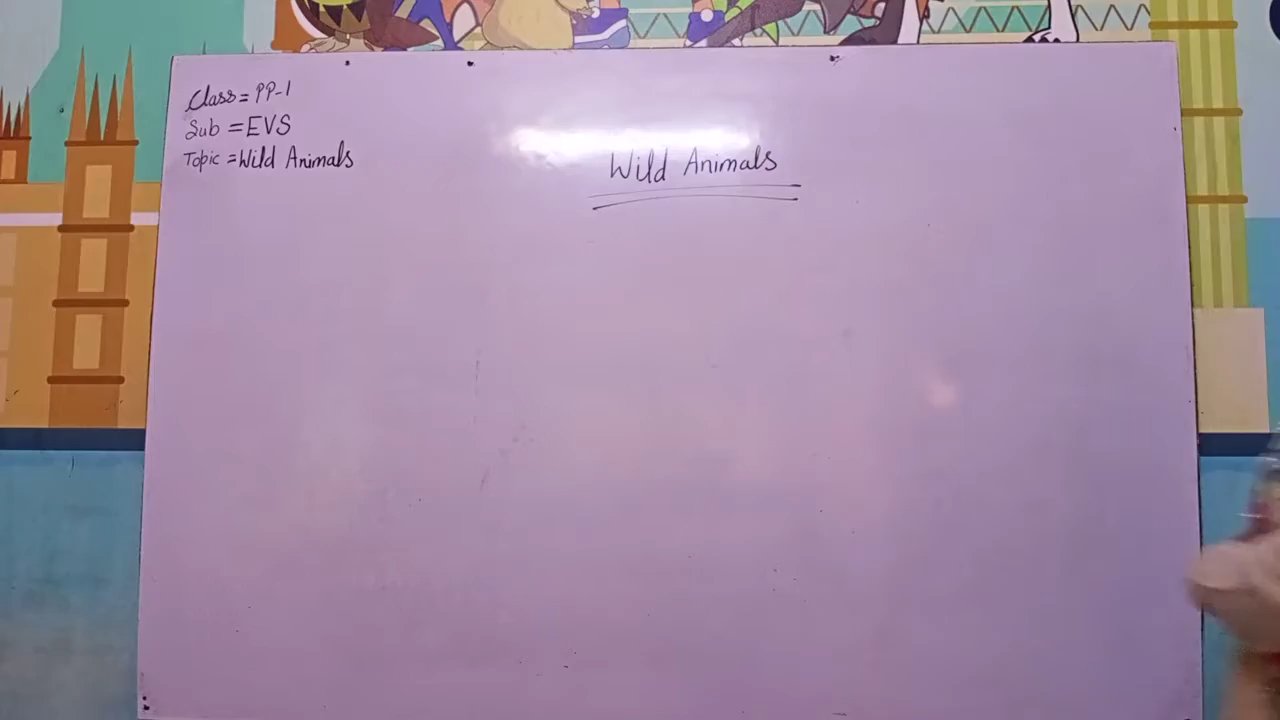 Class = PP-1
Sub = EVS
Topic = Wild Animals
Wild Animals